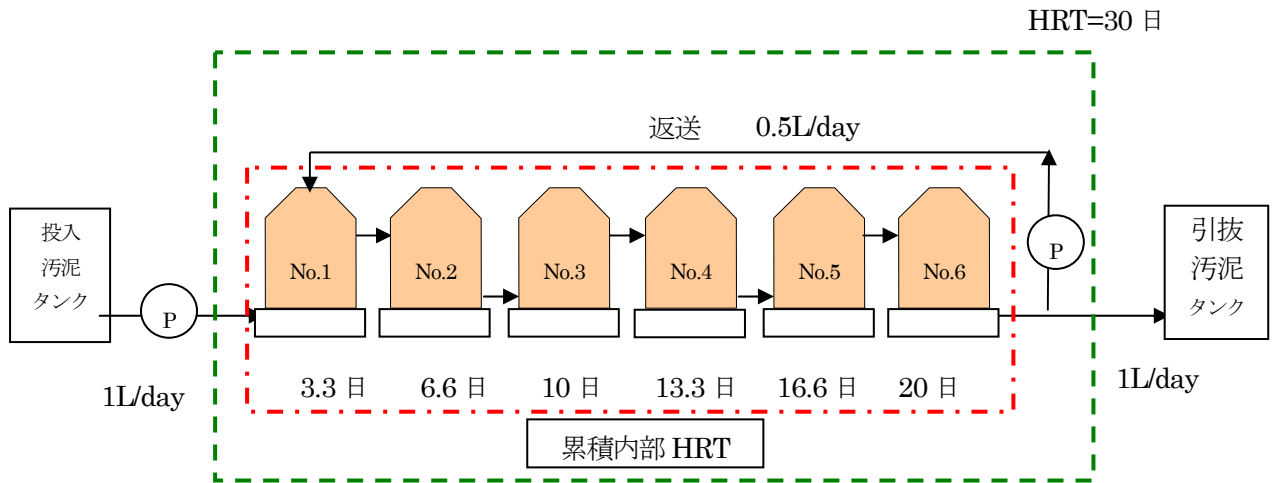 HRT=30 日
返送 0.5L/day
投入
汚泥
タンク
P
No.1
No.2
No.3
No.4
No.5
No.6
P
引抜
汚泥
タンク
1L/day
3.3 日
6.6 日
10 日
13.3 日
16.6 日
20 日
1L/day
累積内部 HRT